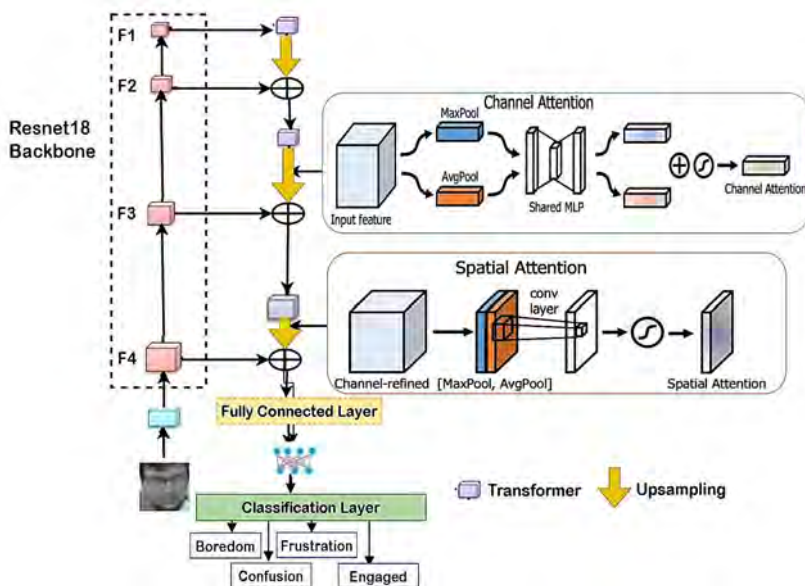 F1
F2
Resnet18
Backbone
F3
F4
Channel Attention
MaxPool
AvgPool
Input feature
Shared MLP
Channel Attention
Spatial Attention
conv
layer
Channel-refined
[MaxPool, AvgPool]
Spatial Attention
Fully Connected Layer
Transformer
Upsampling
Classification Layer
Boredom
Frustration
Confusion
Engaged